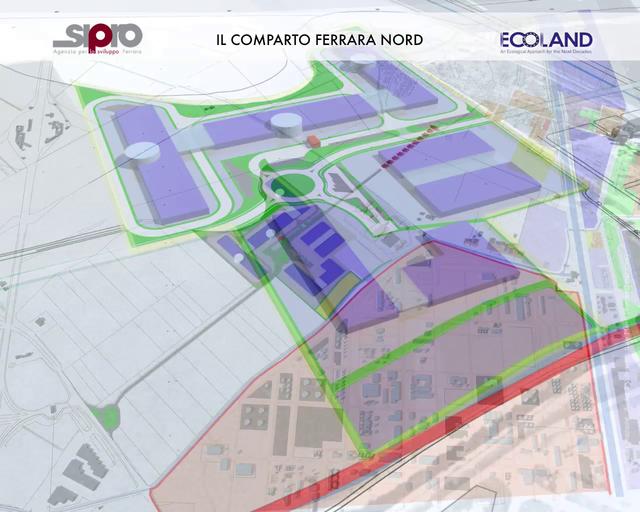 sipro
Agenzia per lo sviluppo Ferrara
IL COMPARTO FERRARA NORD
ECOLAND
An Ecological Approach for the Next Decades